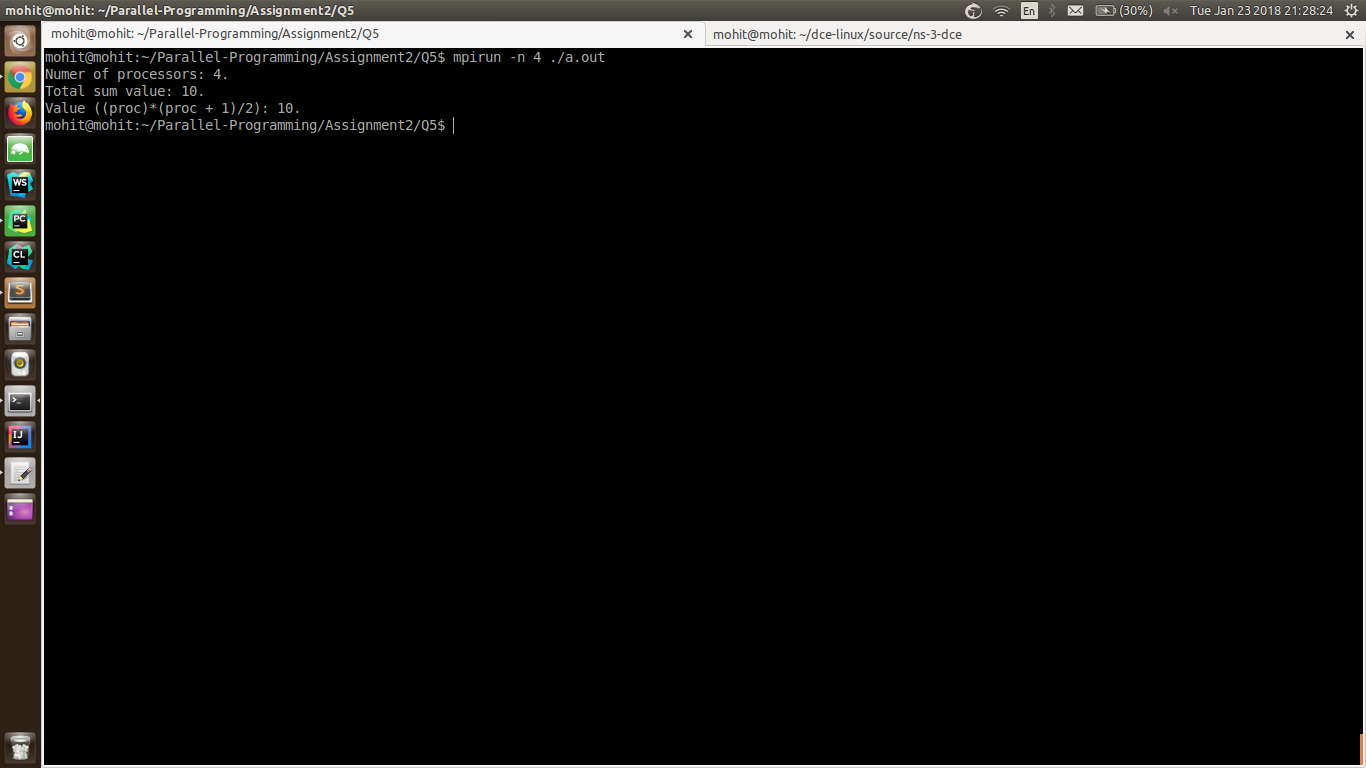 mohit@mohit: ~/Parallel-Programming/Assignment2/Q5
En
(30%)
Tue Jan 23 2018 21:28:24
mohit@mohit: ~/Parallel-Programming/Assignment2/Q5
mohit@mohit: ~/dce-linux/source/ns-3-dce
mohit@mohit:~/Parallel-Programming/Assignment2/Q5$ mpirun -n 4 ./a.out
Numer of processors: 4.
Total sum value: 10.
Value ((proc)*(proc + 1)/2): 10.
mohit@mohit:~/Parallel-Programming/Assignment2/Q5$
WS
PC
CL
S
>_
IJ